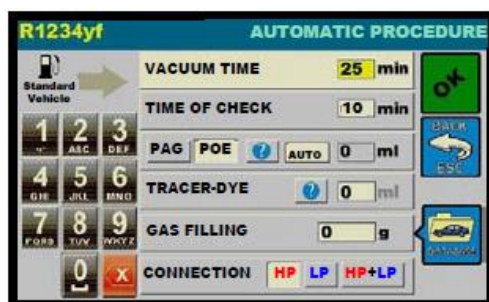 R1234yf AUTOMATIC PROCEDURE
Standard
Vehicle
VACUUM TIME 25 min
TIME OF CHECK 10 min
PAG POE ? AUTO 0 ml
TRACER-DYE ? 0 ml
GAS FILLING 0 g
CONNECTION HP LP HP+LP
1 2 ABC 3 DEF
4 GHI 5 JKL 6 MNO
7 PQRS 8 TUV 9 WXYZ
0 X
OK
BACK
ESC